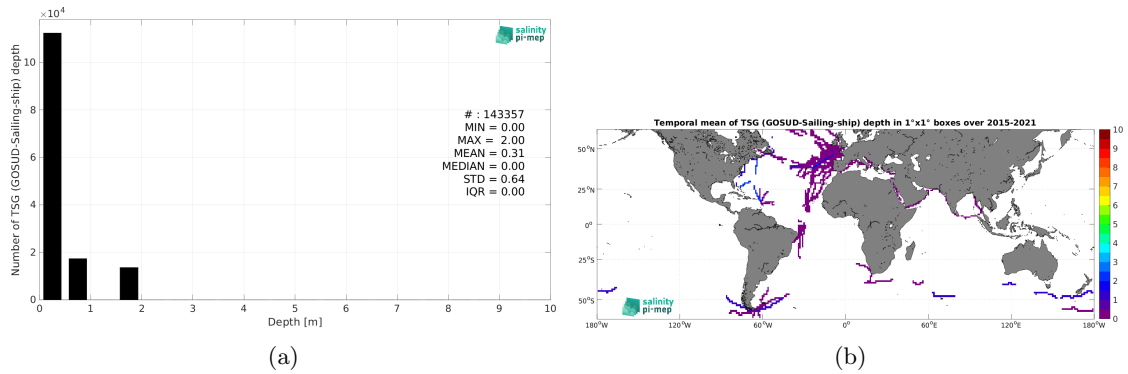 ×10⁴
10
8
6
4
2
0
Number of TSG (GOSUD-Sailing-ship) depth
salinity
pi-mep
# : 143357
MIN = 0.00
MAX = 2.00
MEAN = 0.31
MEDIAN = 0.00
STD = 0.64
IQR = 0.00
0 1 2 3 4 5 6 7 8 9 10
Depth [m]
(a)
Temporal mean of TSG (GOSUD-Sailing-ship) depth in 1°x1° boxes over 2015-2021
50°N
25°N
0°
25°S
50°S
salinity
pi-mep
180°W 120°W 60°W 0° 60°E 120°E 180°W
10
9
8
7
6
5
4
3
2
1
0
(b)